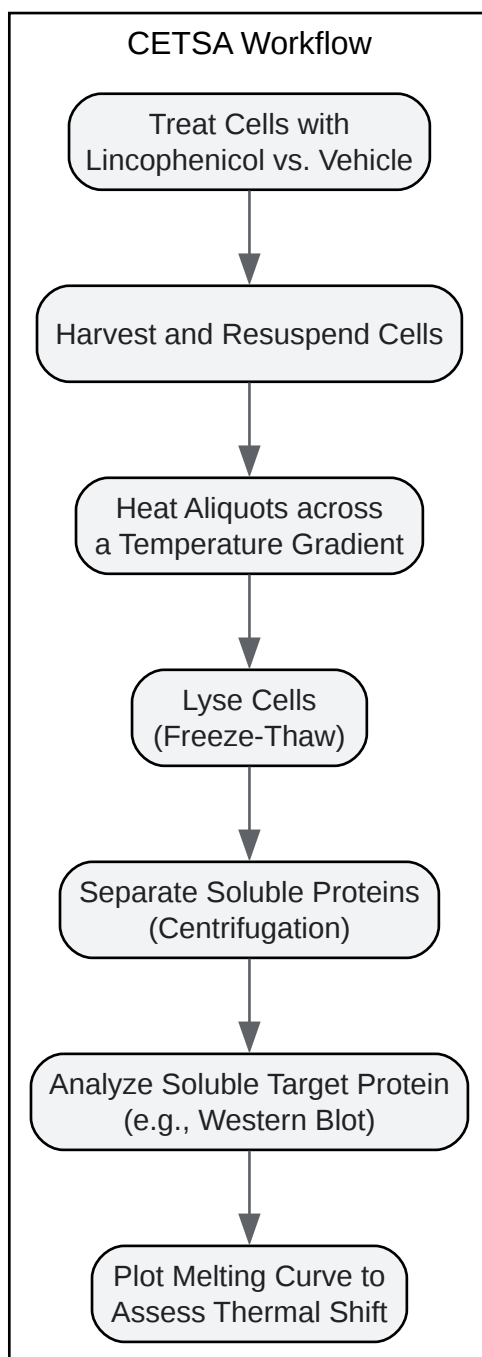 CETSA Workflow
Treat Cells with
Lincophenicol vs. Vehicle
Harvest and Resuspend Cells
Heat Aliquots across
a Temperature Gradient
Lyse Cells
(Freeze-Thaw)
Separate Soluble Proteins
(Centrifugation)
Analyze Soluble Target Protein
(e.g., Western Blot)
Plot Melting Curve to
Assess Thermal Shift